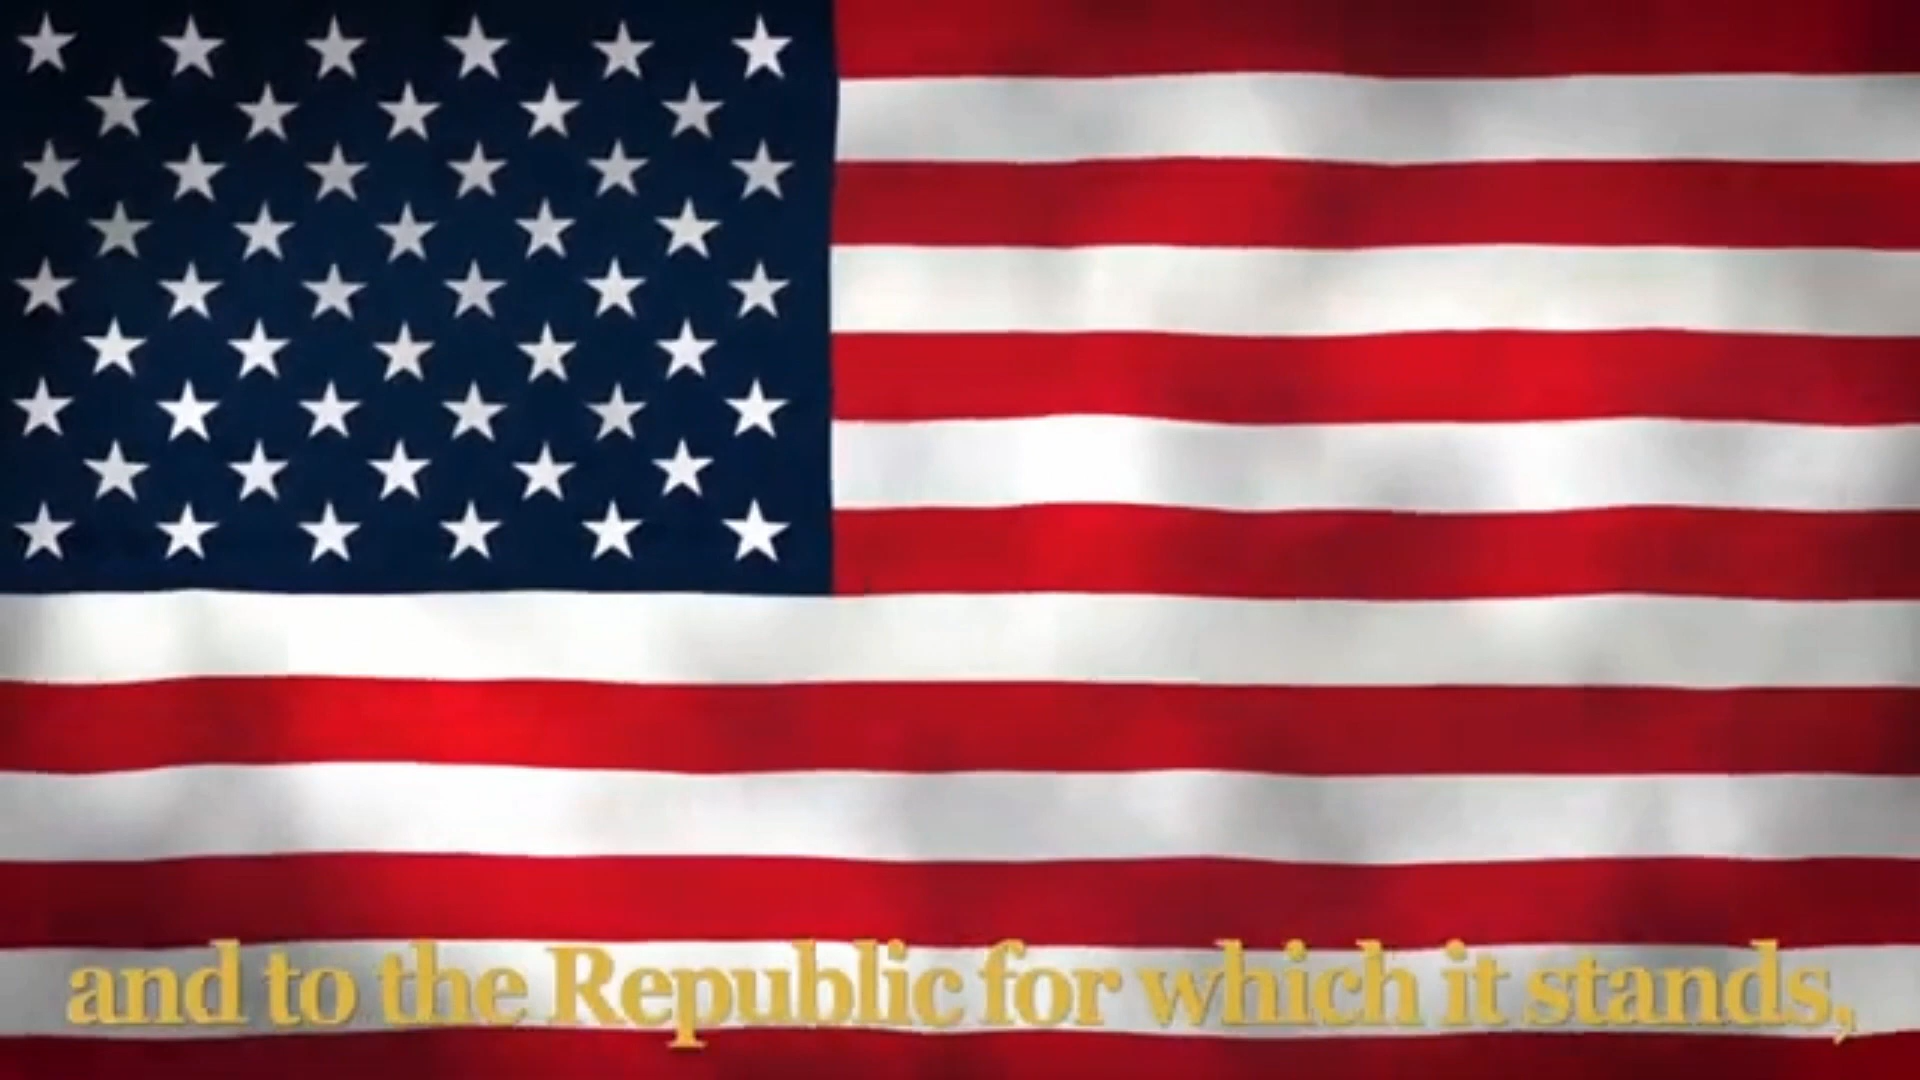 and to the Republic for which it stands,